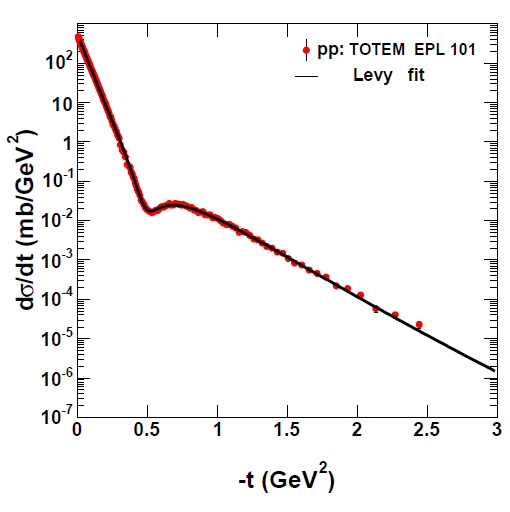 pp: TOTEM EPL 101
Levy fit
dσ/dt (mb/GeV²)
10²
10
1
10⁻¹
10⁻²
10⁻³
10⁻⁴
10⁻⁵
10⁻⁶
10⁻⁷
0 0.5 1 1.5 2 2.5 3
-t (GeV²)